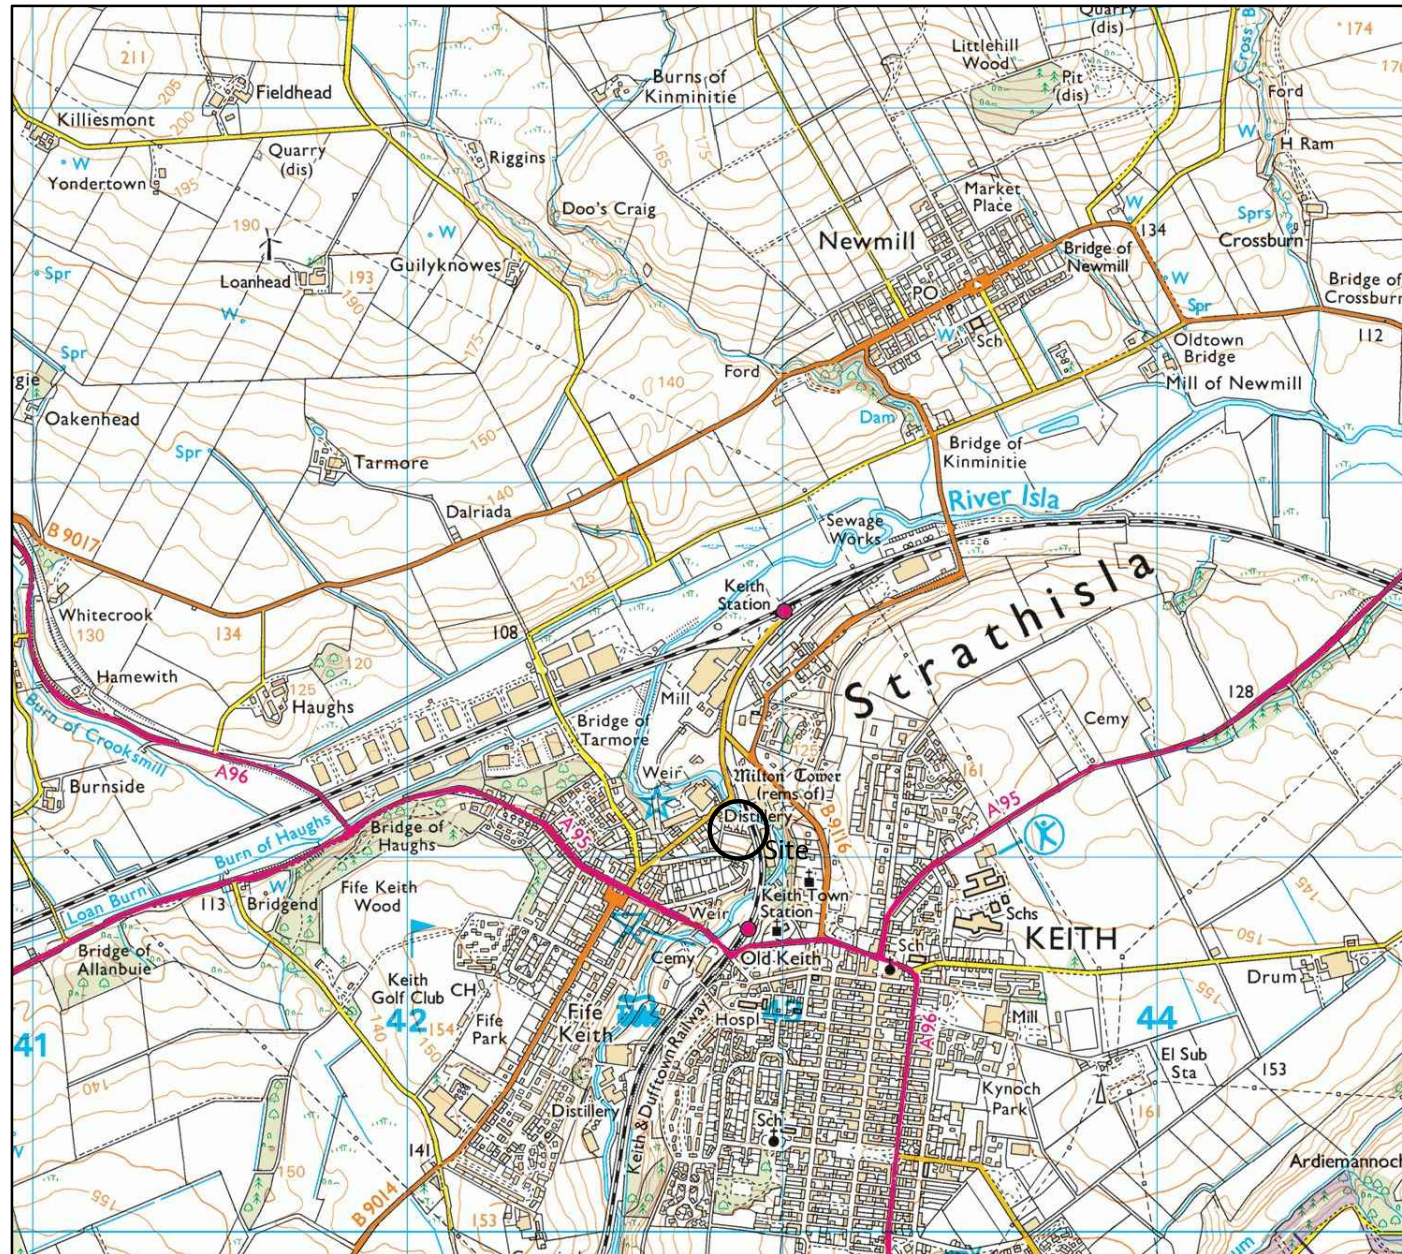 211
205
200
Fieldhead
Killiesmont
W
Yondertown
Quarry
(dis)
195
190
Loanhead
193
190
W
Spr
Spr
Oakenhead
Riggins
Burns of
Kinminitie
165
175
Doo's Craig
W
Guilyknowes
175
Littlehill
Wood
Quarry
(dis)
Pit
(dis)
174
Ford
W
H Ram
Market
Place
W
134
Sprs
Crossburn
Newmill
Bridge of
Newmill
PO
W
Sch
W
Spr
Bridge of
Crossburn
112
Oldtown
Bridge
Mill of Newmill
Ford
140
Dam
Bridge of
Kinminitie
150
Spr
Tarmore
Dalriada
140
River Isla
Sewage
Works
B 9017
125
Keith
Station
Strathisla
Whitecrook
130
134
108
120
Hamewith
125
Haughs
Burn of Crooksmill
A96
Burnside
Mill
Bridge of
Tarmore
Weir
Milton Tower
(rems of)
Distillery
125
B 9116
161
Cemy
128
A95
Site
Burn of Haughs
Bridge of
Haughs
A95
Loan Burn
W
113
Bridgend
Fife Keith
Wood
Bridge of
Allanbuie
Weir
Keith Town
Station
Schs
145
150
KEITH
Sch
Cemy
Old Keith
Drum
155
Keith
Golf Club
CH
41
42
154
150
140
Fife
Park
Fife
Keith
Hospl
Keith & Dufftown Railway
A96
Mill
44
El Sub
Sta
153
161
Kynoch
Park
140
Distillery
Sch
141
150
155
B 9014
153
Ardiemannoch